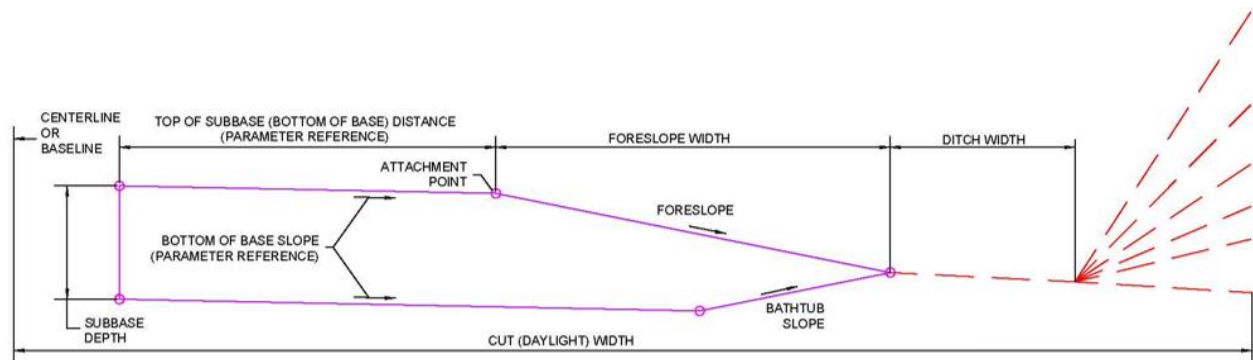 CENTERLINE
OR
BASELINE
TOP OF SUBBASE (BOTTOM OF BASE) DISTANCE
(PARAMETER REFERENCE)
FORESLOPE WIDTH
DITCH WIDTH
ATTACHMENT
POINT
FORESLOPE
BOTTOM OF BASE SLOPE
(PARAMETER REFERENCE)
SUBBASE
DEPTH
BATHTUB
SLOPE
CUT (DAYLIGHT) WIDTH